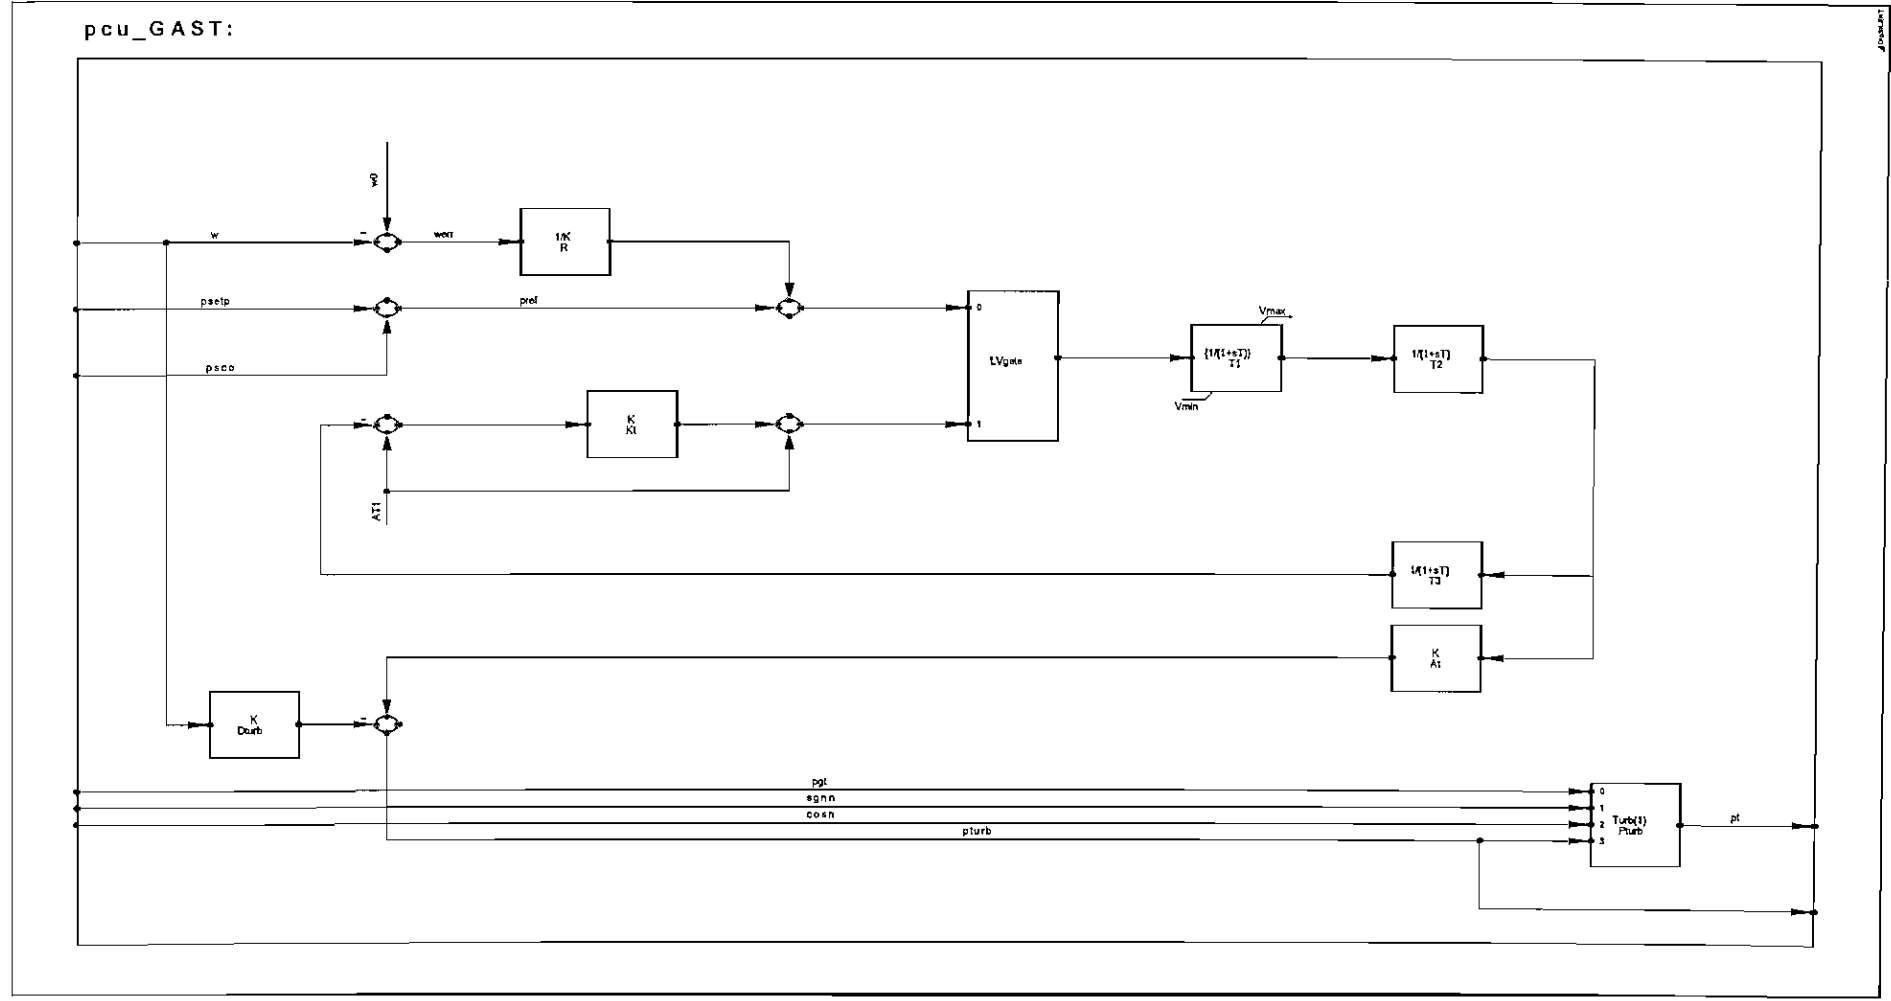 pcu_GAST:
DIgSILENT
w0
w
-
werr
1/K
R
psetp
pref
0
LVgate
1
Vmax
{1/(1+sT)}
T1
Vmin
1/(1+sT)
T2
psco
-
K
Kt
AT1
1/(1+sT)
T3
K
At
K
Dturb
-
pgt
sgnn
cosn
pturb
0
1
2
3
Turb(1)
Pturb
pt